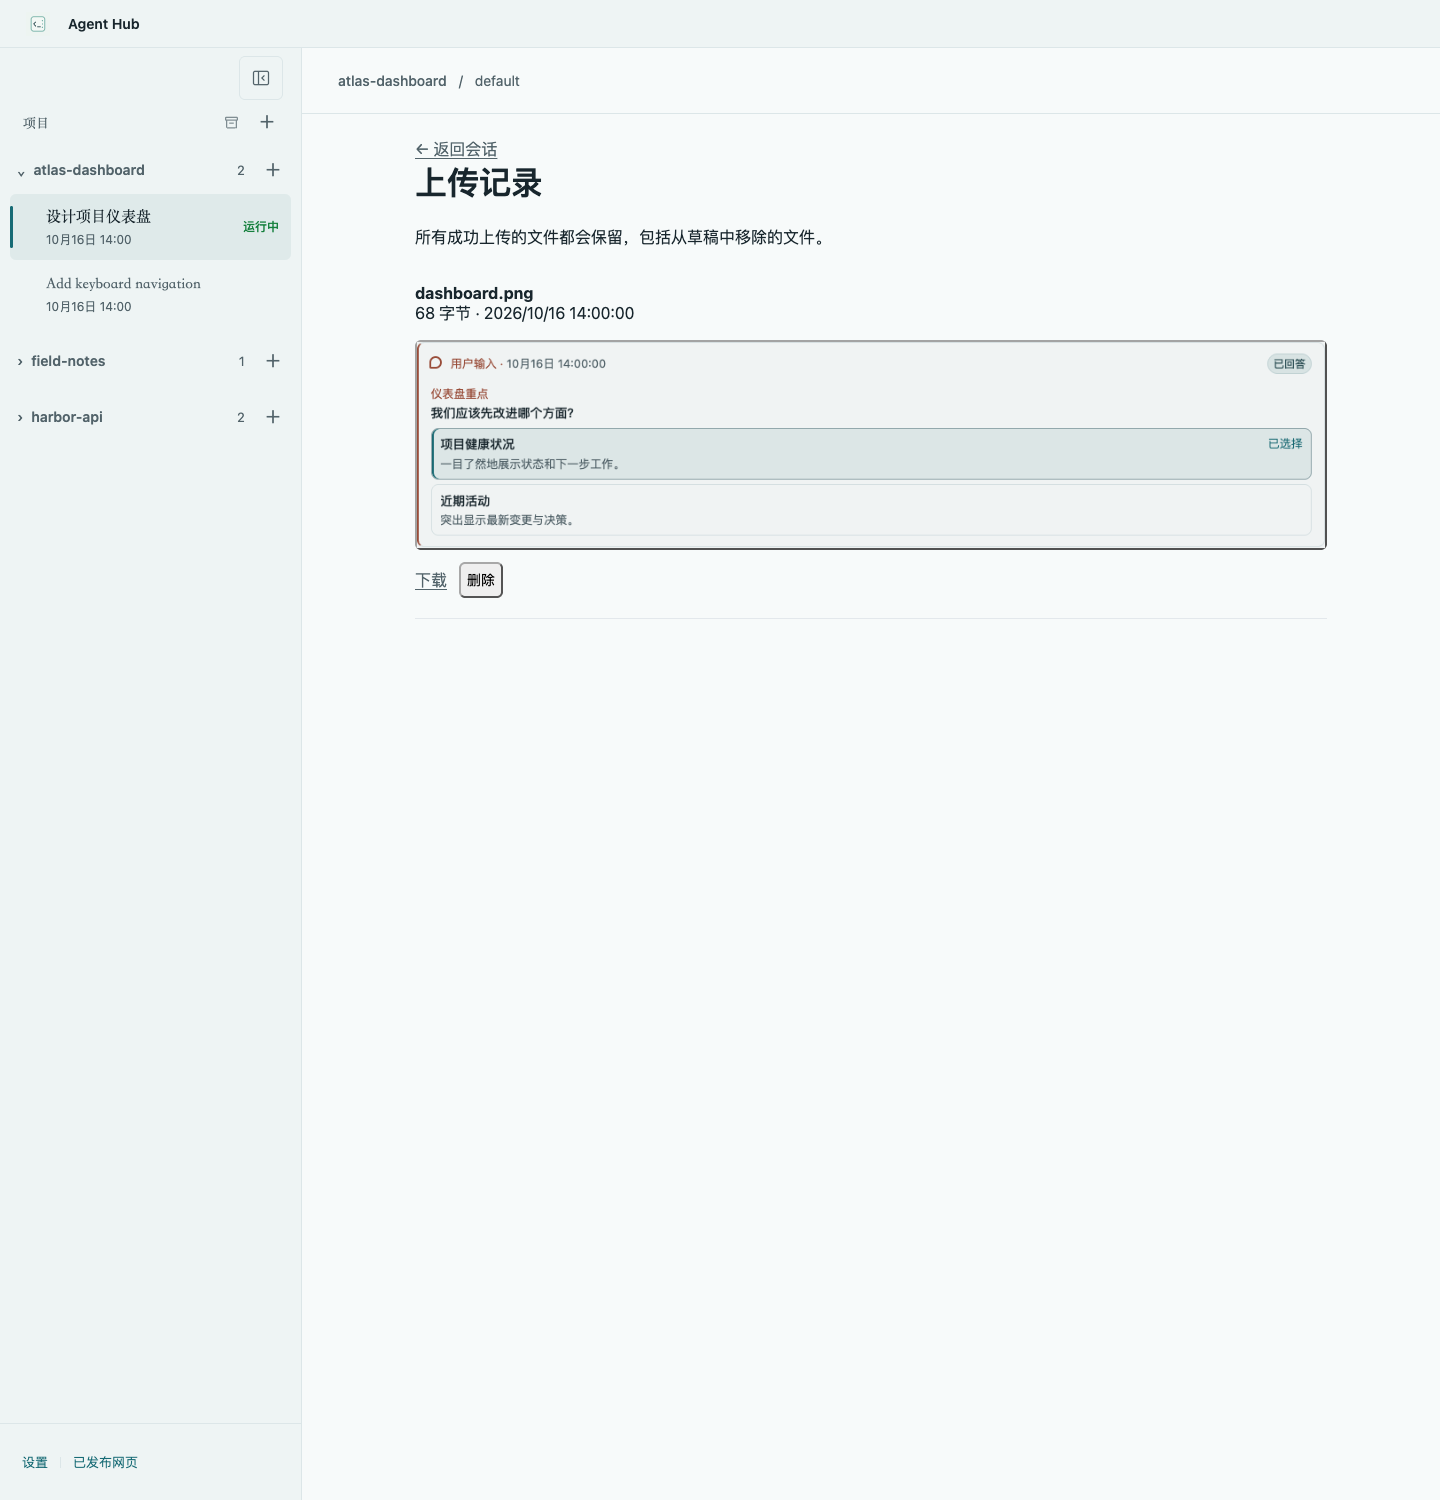 Agent Hub
项目
atlas-dashboard 2
设计项目仪表盘
10月16日 14:00
运行中
Add keyboard navigation
10月16日 14:00
field-notes 1
harbor-api 2
设置
已发布网页
atlas-dashboard / default
← 返回会话
上传记录
所有成功上传的文件都会保留，包括从草稿中移除的文件。
dashboard.png
68 字节 · 2026/10/16 14:00:00
用户输入 · 10月16日 14:00:00
已回答
仪表盘重点
我们应该先改进哪个方面？
项目健康状况
已选择
一目了然地展示状态和下一步工作。
近期活动
突出显示最新变更与决策。
下载
删除